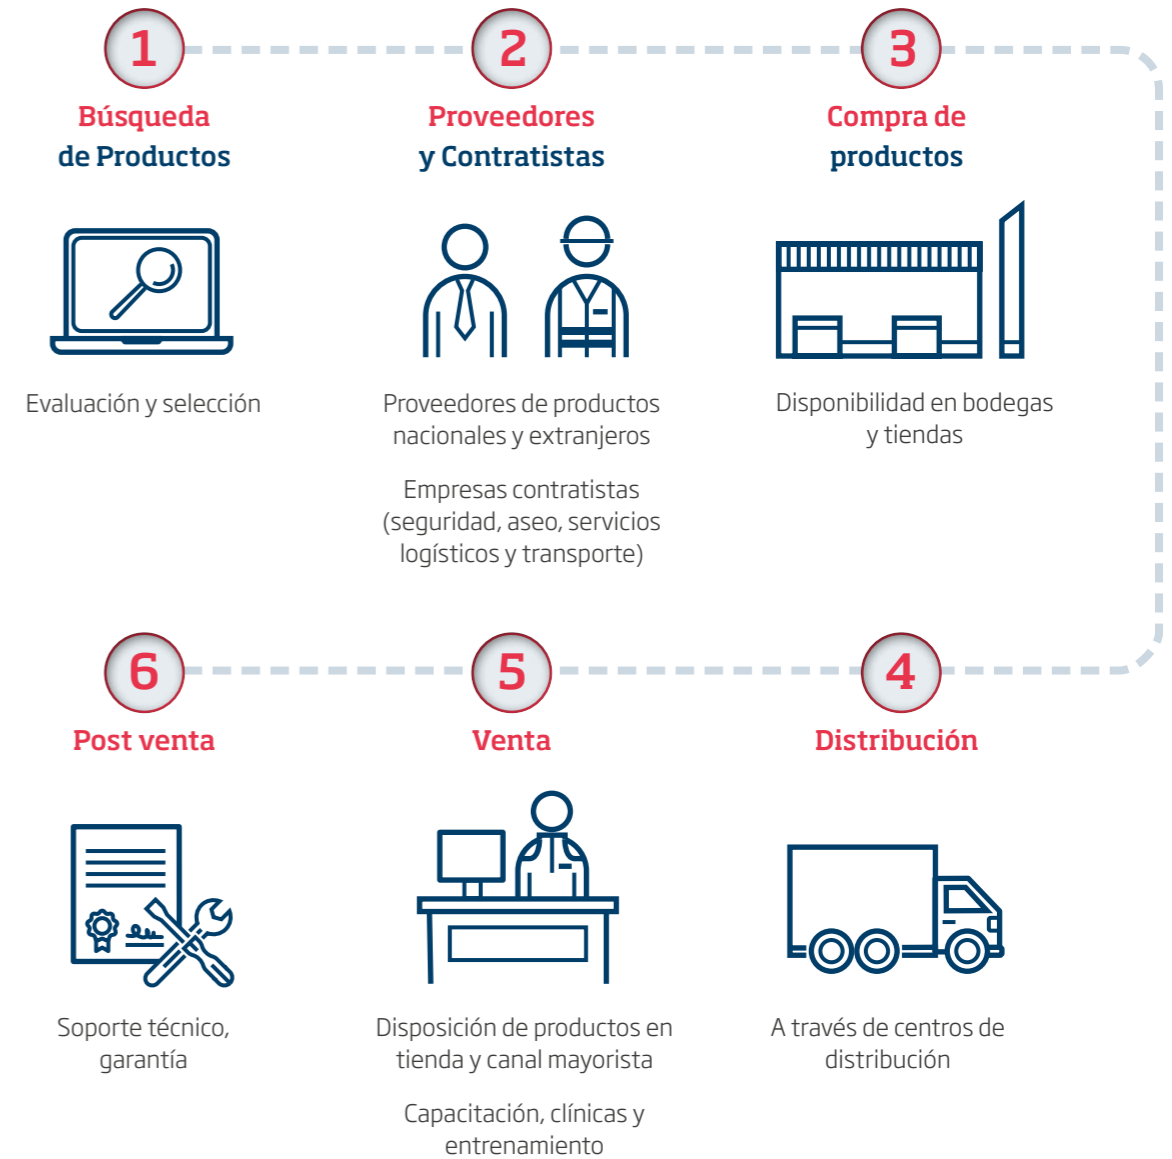 1
Búsqueda
de Productos
Evaluación y selección
2
Proveedores
y Contratistas
Proveedores de productos
nacionales y extranjeros
Empresas contratistas
(seguridad, aseo, servicios
logísticos y transporte)
3
Compra de
productos
Disponibilidad en bodegas
y tiendas
4
Distribución
A través de centros de
distribución
5
Venta
Disposición de productos en
tienda y canal mayorista
Capacitación, clínicas y
entrenamiento
6
Post venta
Soporte técnico,
garantía